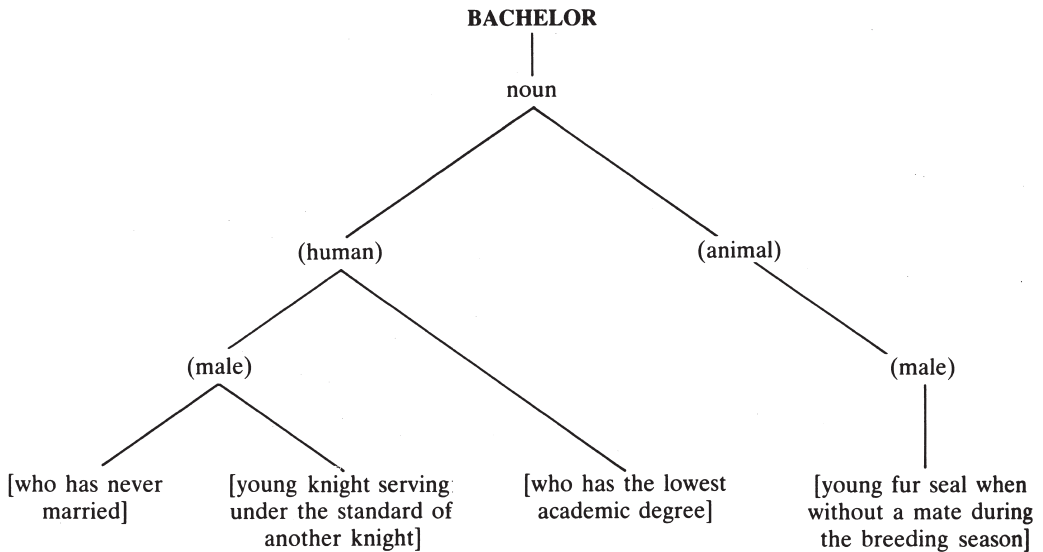 BACHELOR
noun
(human)
(animal)
(male)
(male)
[who has never
married]
[young knight serving
under the standard of
another knight]
[who has the lowest
academic degree]
[young fur seal when
without a mate during
the breeding season]